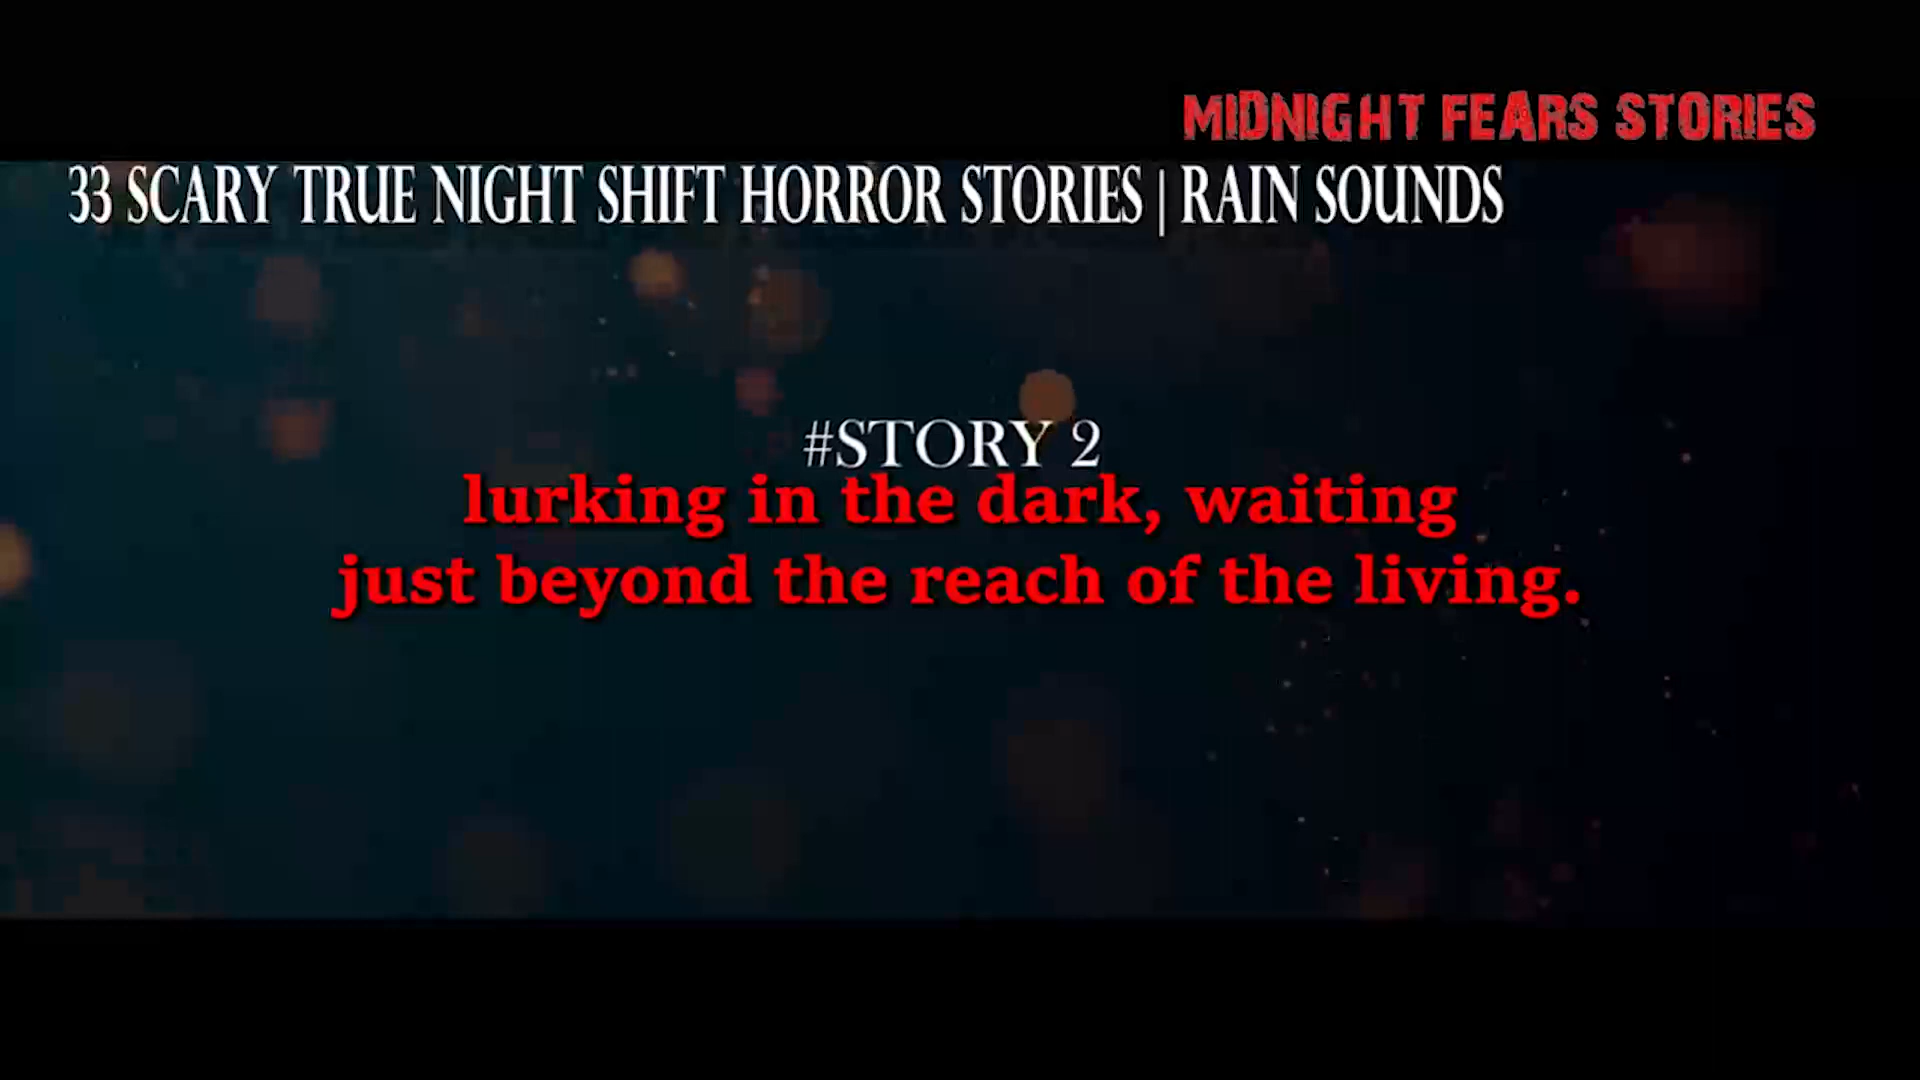 MIDNIGHT FEARS STORIES
33 SCARY TRUE NIGHT SHIFT HORROR STORIES | RAIN SOUNDS
#STORY 2
lurking in the dark, waiting
just beyond the reach of the living.